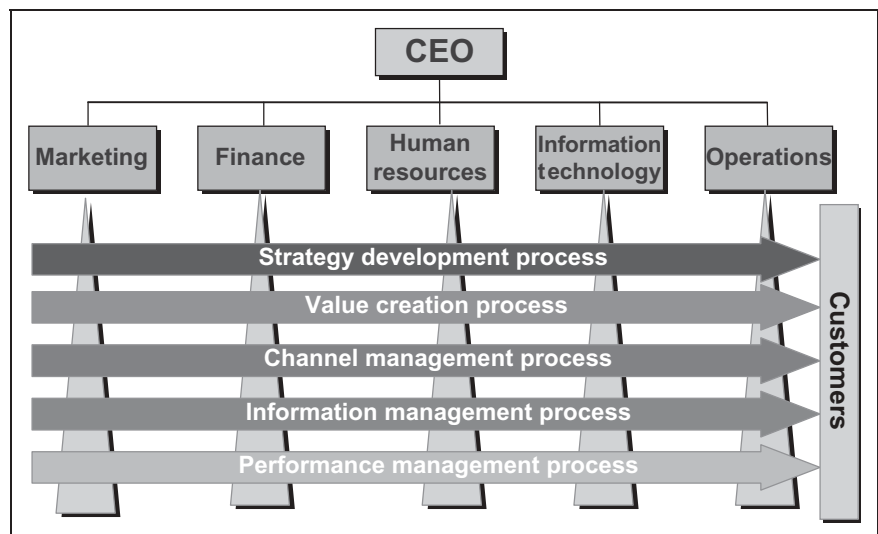 CEO
Marketing
Finance
Human
resources
Information
technology
Operations
Strategy development process
Value creation process
Channel management process
Information management process
Performance management process
Customers